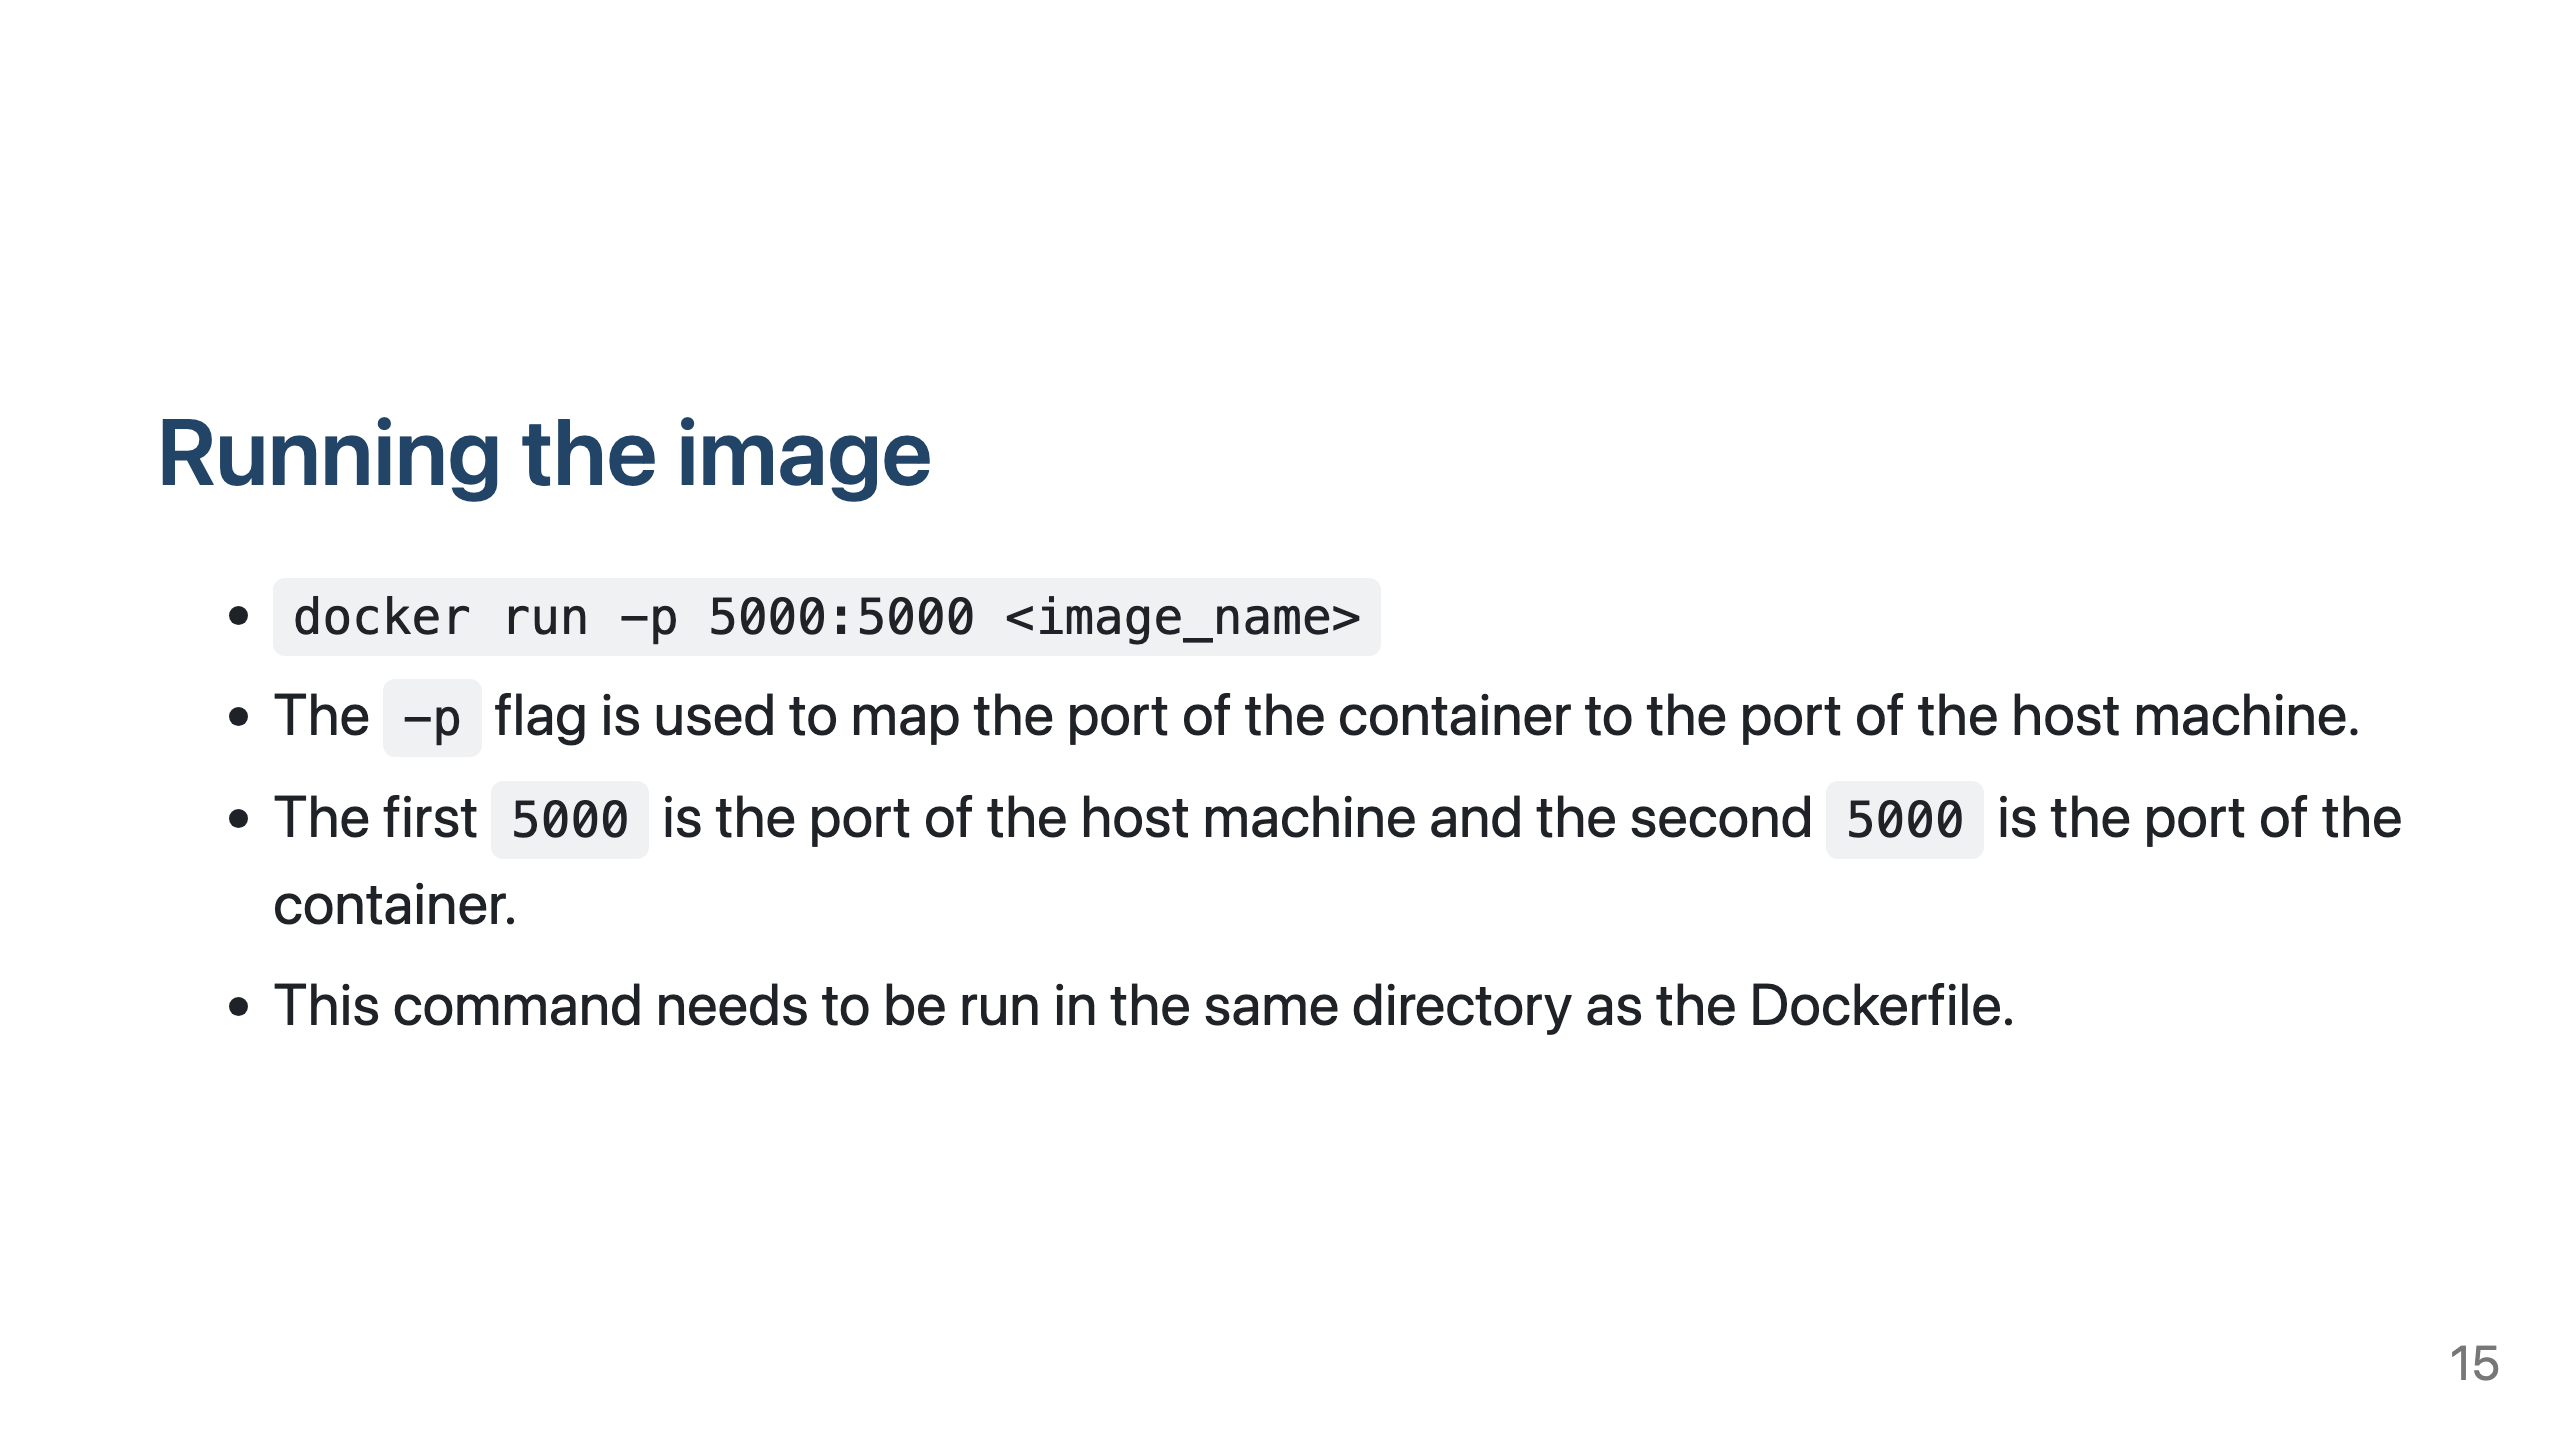 Running the image
docker run -p 5000:5000 <image_name>
The -p flag is used to map the port of the container to the port of the host machine.
The first 5000 is the port of the host machine and the second 5000 is the port of the
container.
This command needs to be run in the same directory as the Dockerfile.
15